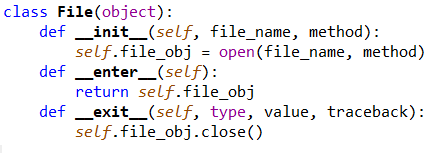 class File(object):
    def __init__(self, file_name, method):
        self.file_obj = open(file_name, method)
    def __enter__(self):
        return self.file_obj
    def __exit__(self, type, value, traceback):
        self.file_obj.close()